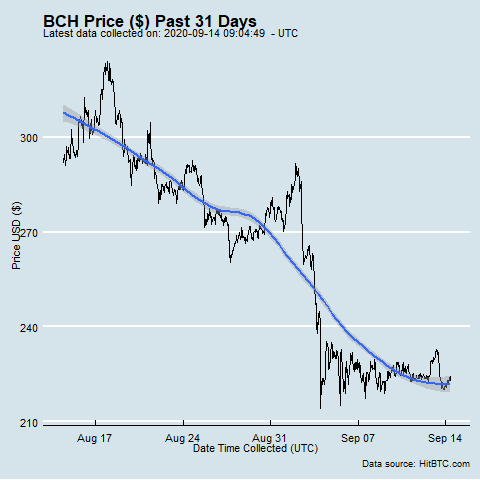 BCH Price ($) Past 31 Days
Latest data collected on: 2020-09-14 09:04:49 - UTC
300
270
240
210
Price USD ($)
Aug 17 Aug 24 Aug 31 Sep 07 Sep 14
Date Time Collected (UTC)
Data source: HitBTC.com